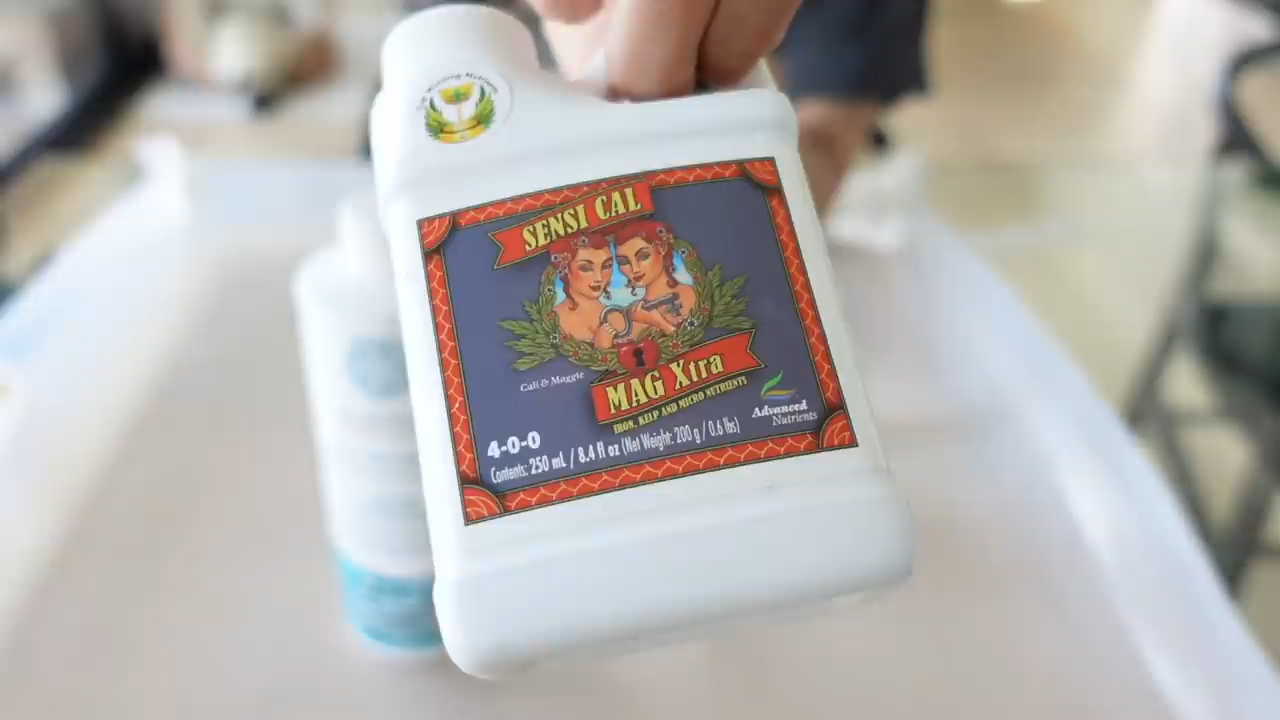 SENSI CAL
Cali & Maggie
MAG Xtra
IRON, KELP AND MICRO NUTRIENTS
Advanced
Nutrients
4-0-0
Contents: 250 mL / 8.4 fl oz (Net Weight: 200 g / 0.6 lbs)